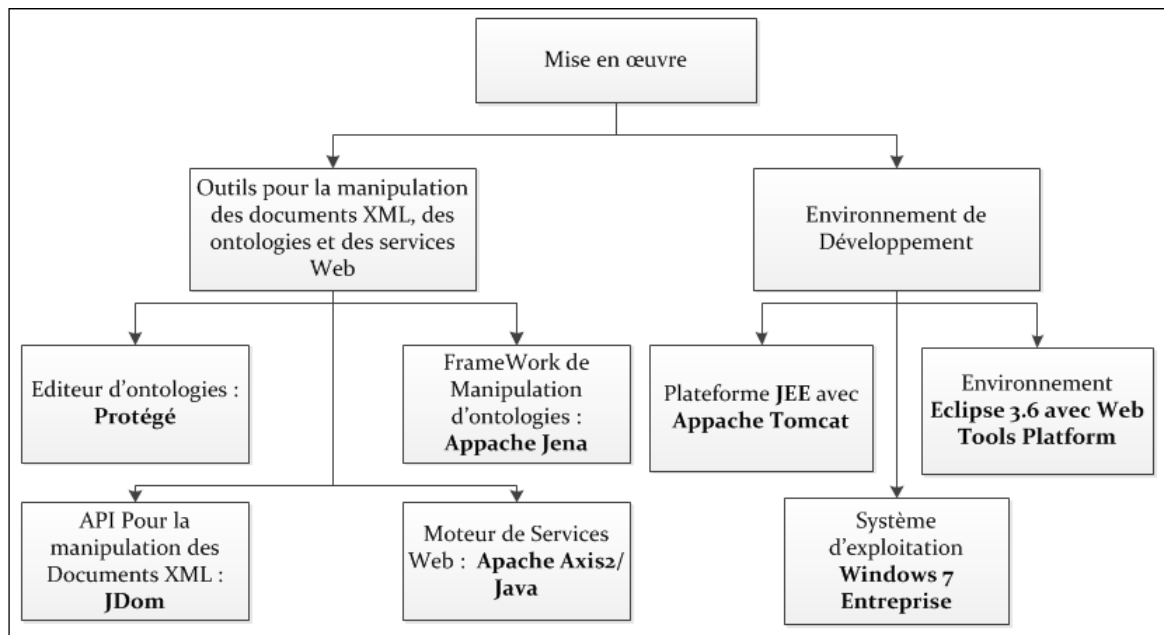 Mise en œuvre
Outils pour la manipulation
des documents XML, des
ontologies et des services
Web
Environnement de
Développement
Editeur d'ontologies :
Protégé
FrameWork de
Manipulation
d'ontologies :
Appache Jena
Plateforme JEE avec
Appache Tomcat
Environnement
Eclipse 3.6 avec Web
Tools Platform
API Pour la
manipulation des
Documents XML :
JDom
Moteur de Services
Web : Apache Axis2/
Java
Système
d'exploitation
Windows 7
Entreprise